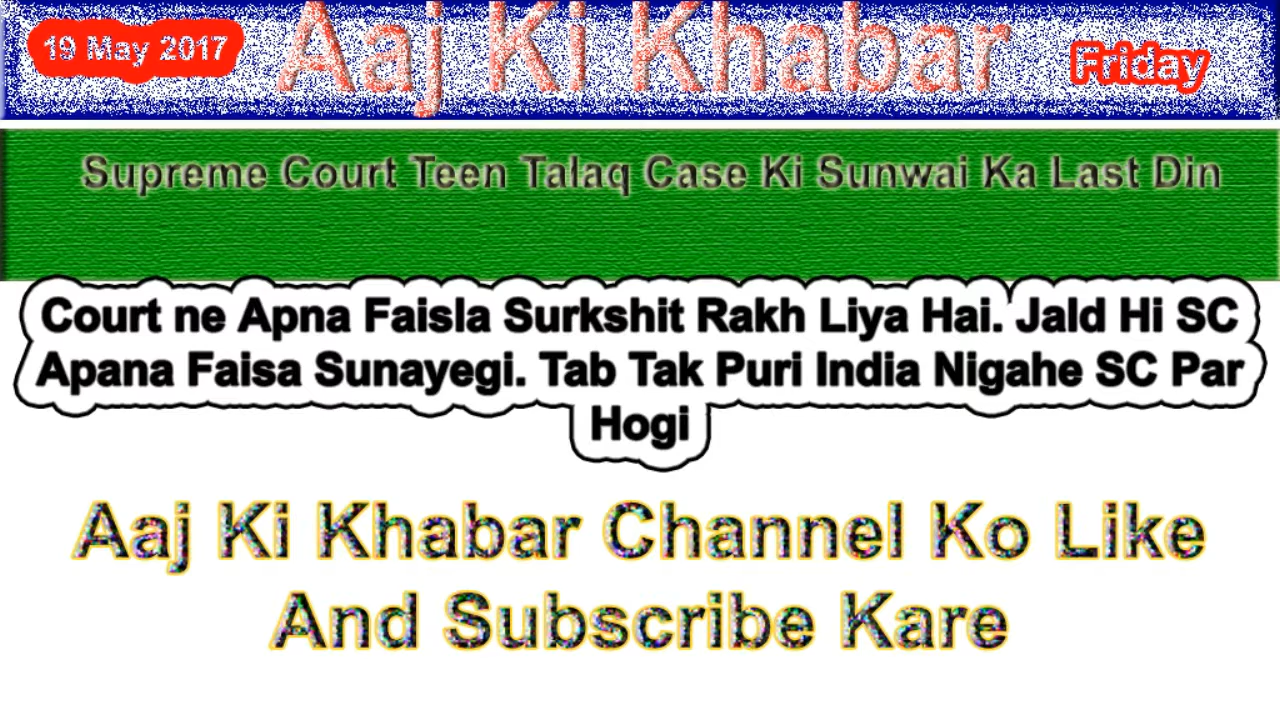 19 May 2017 Aaj Ki Khabar Friday
Supreme Court Teen Talaq Case Ki Sunwai Ka Last Din
Court ne Apna Faisla Surkshit Rakh Liya Hai. Jald Hi SC
Apana Faisa Sunayegi. Tab Tak Puri India Nigahe SC Par
Hogi
Aaj Ki Khabar Channel Ko Like
And Subscribe Kare